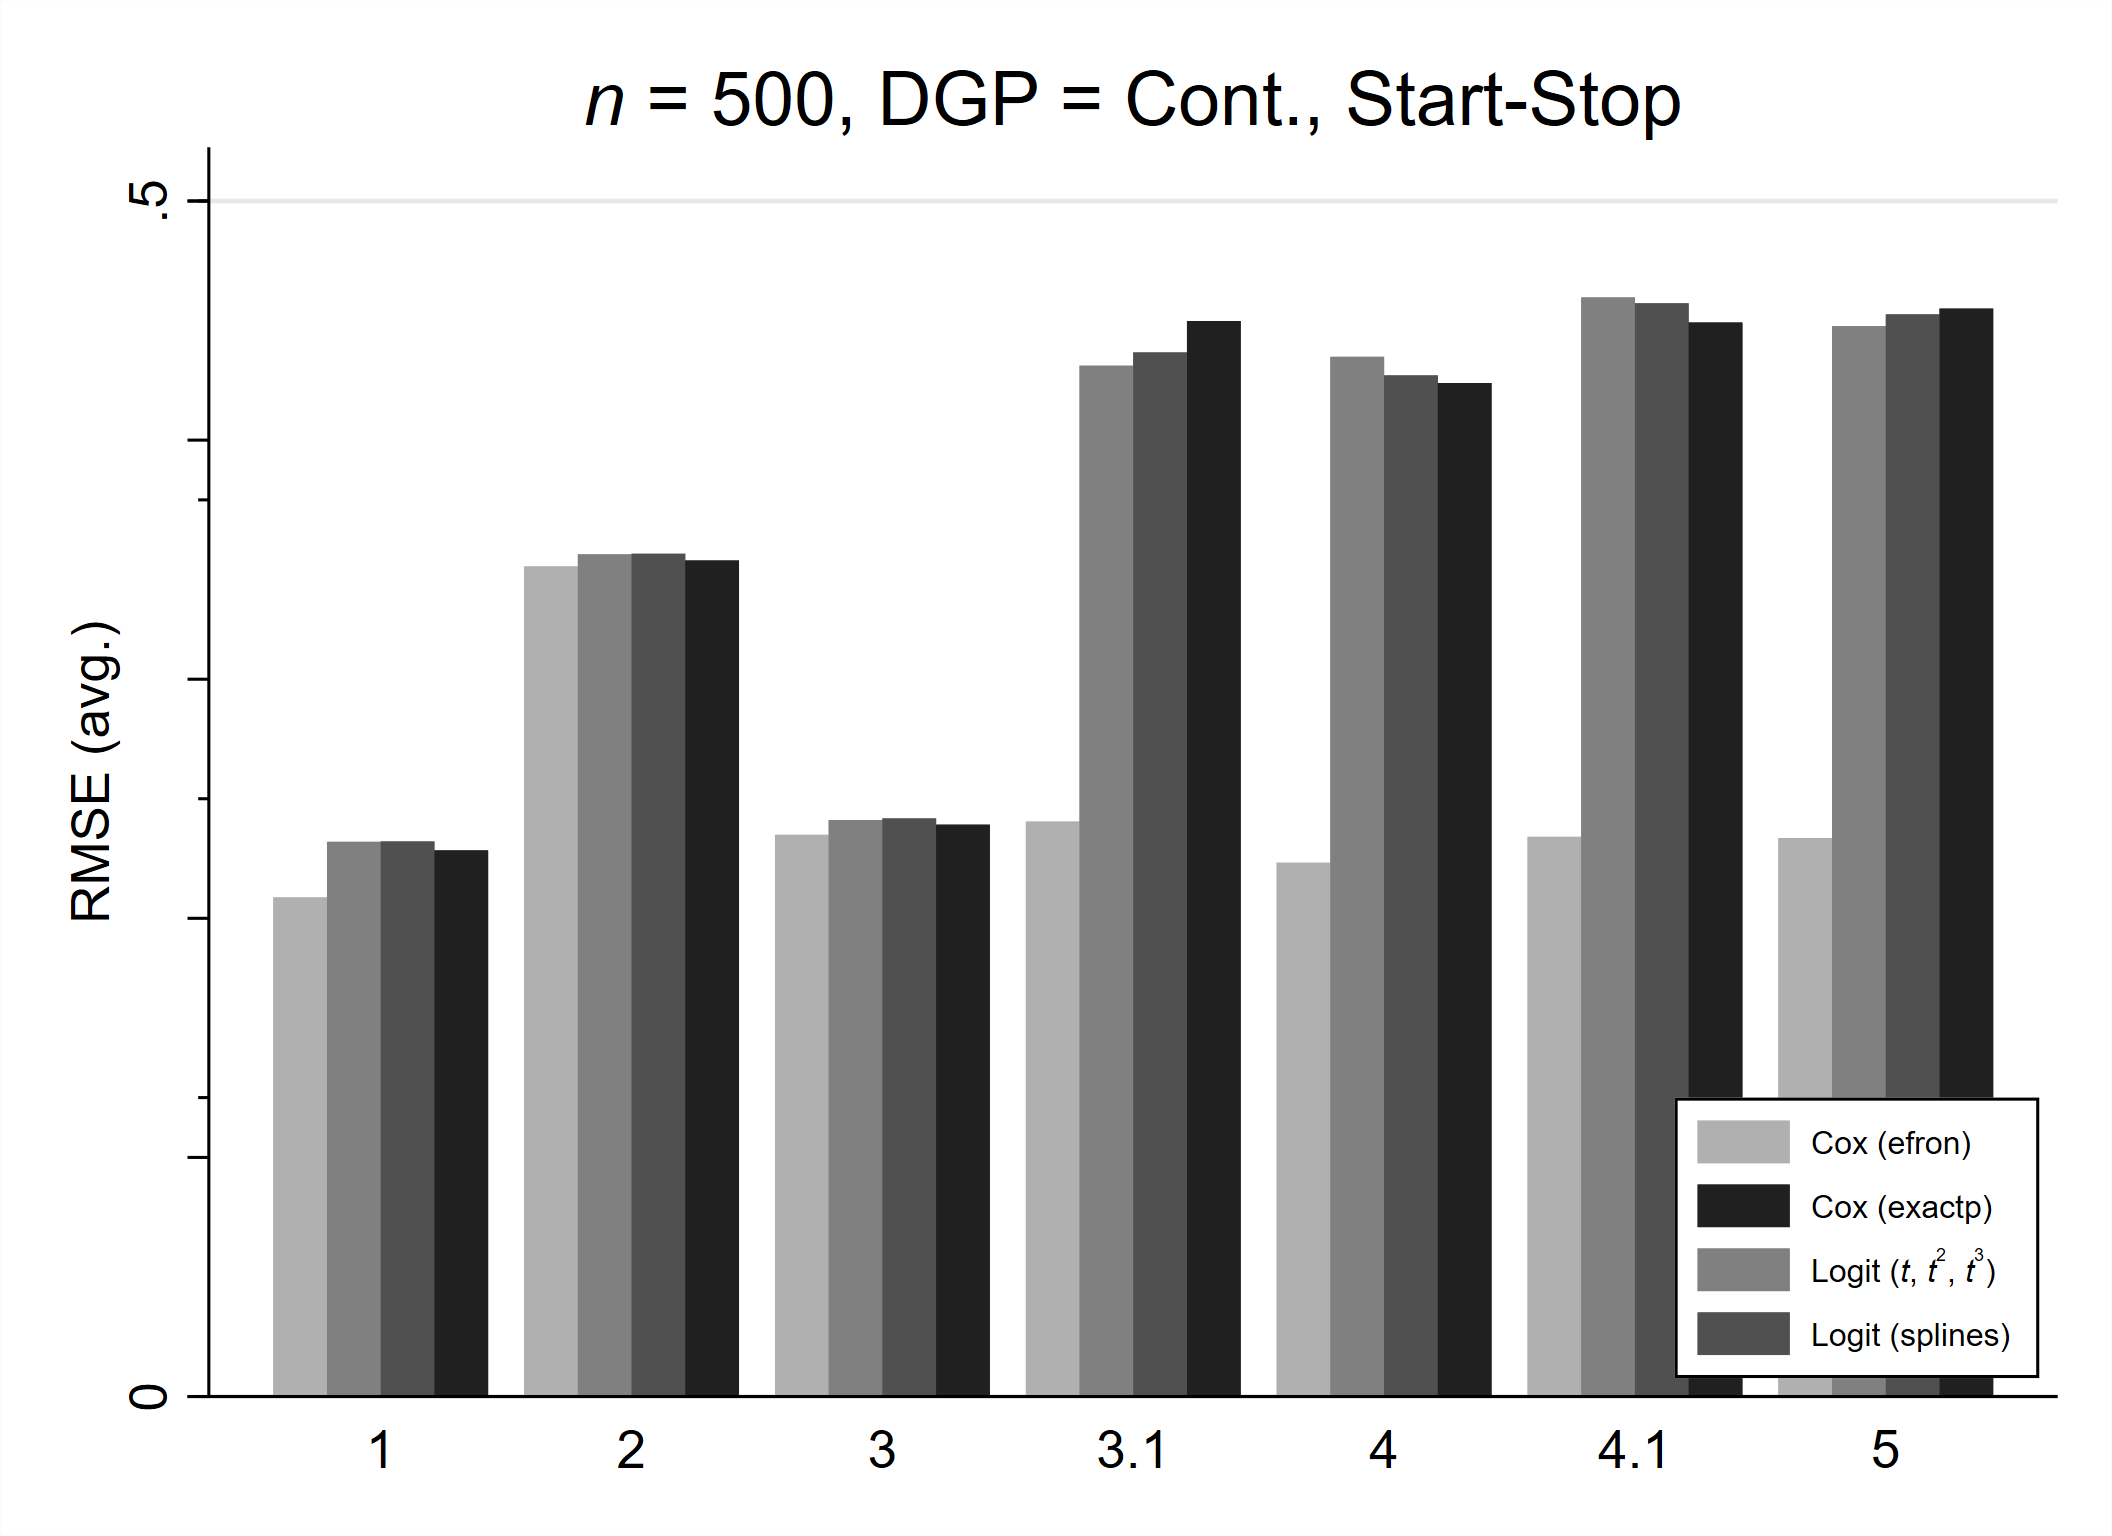 n = 500, DGP = Cont., Start-Stop
.5
RMSE (avg.)
0
1 2 3 3.1 4 4.1 5
Cox (efron)
Cox (exactp)
Logit (t, t², t³)
Logit (splines)